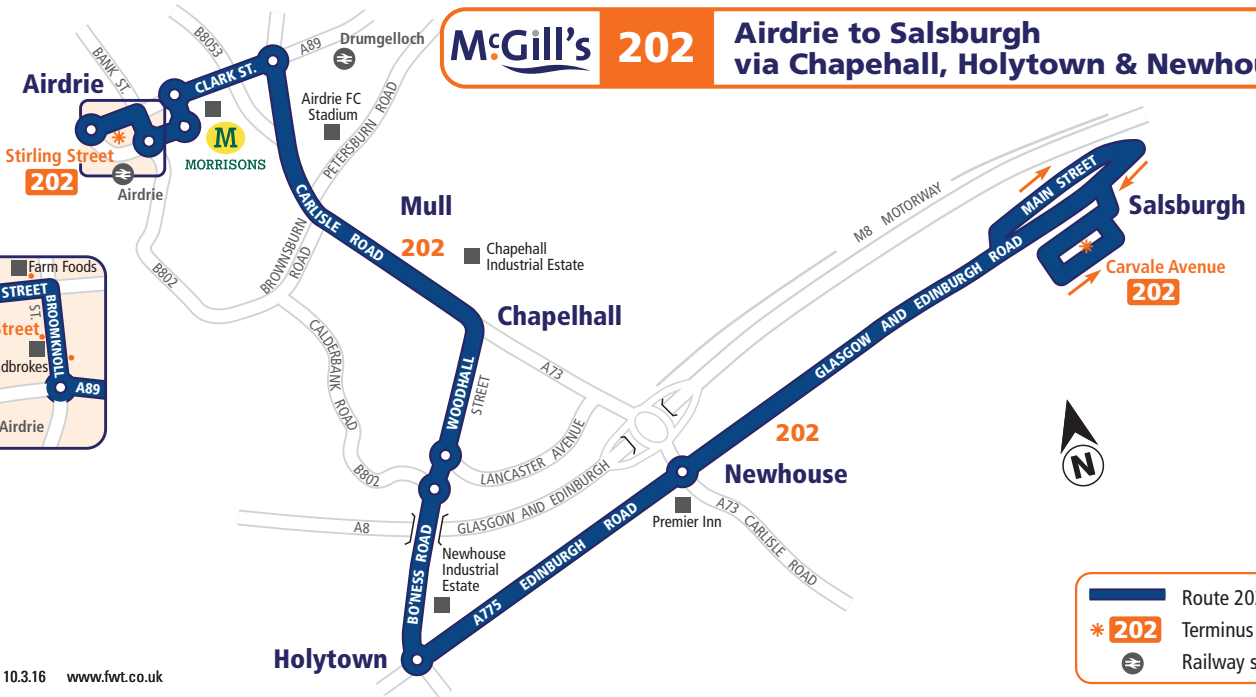 McGill's
202
Airdrie to Salsburgh
via Chapehall, Holytown & Newhou
Airdrie
BANK ST.
B8053
A89
Drumgelloch
CLARK ST.
Airdrie FC
Stadium
PETERSBURN ROAD
M
MORRISONS
Stirling Street
202
Airdrie
B802
BROWNSBURN
ROAD
CARLISLE ROAD
Mull
202
Chapehall
Industrial Estate
Chapelhall
M8 MOTORWAY
MAIN STREET
Salsburgh
Carvale Avenue
202
GLASGOW AND EDINBURGH ROAD
Farm Foods
STREET
ST.
BROOMKNOLL
Street
dbrokes
A89
Airdrie
CALDERBANK ROAD
B802
A73
WOODHALL
STREET
LANCASTER AVENUE
202
Newhouse
N
A8
GLASGOW AND EDINBURGH
Premier Inn
A73 CARLISLE ROAD
BO'NESS ROAD
Newhouse
Industrial
Estate
A775 EDINBURGH ROAD
Holytown
Route 20
202
Terminus
Railway s
10.3.16 www.fwt.co.uk